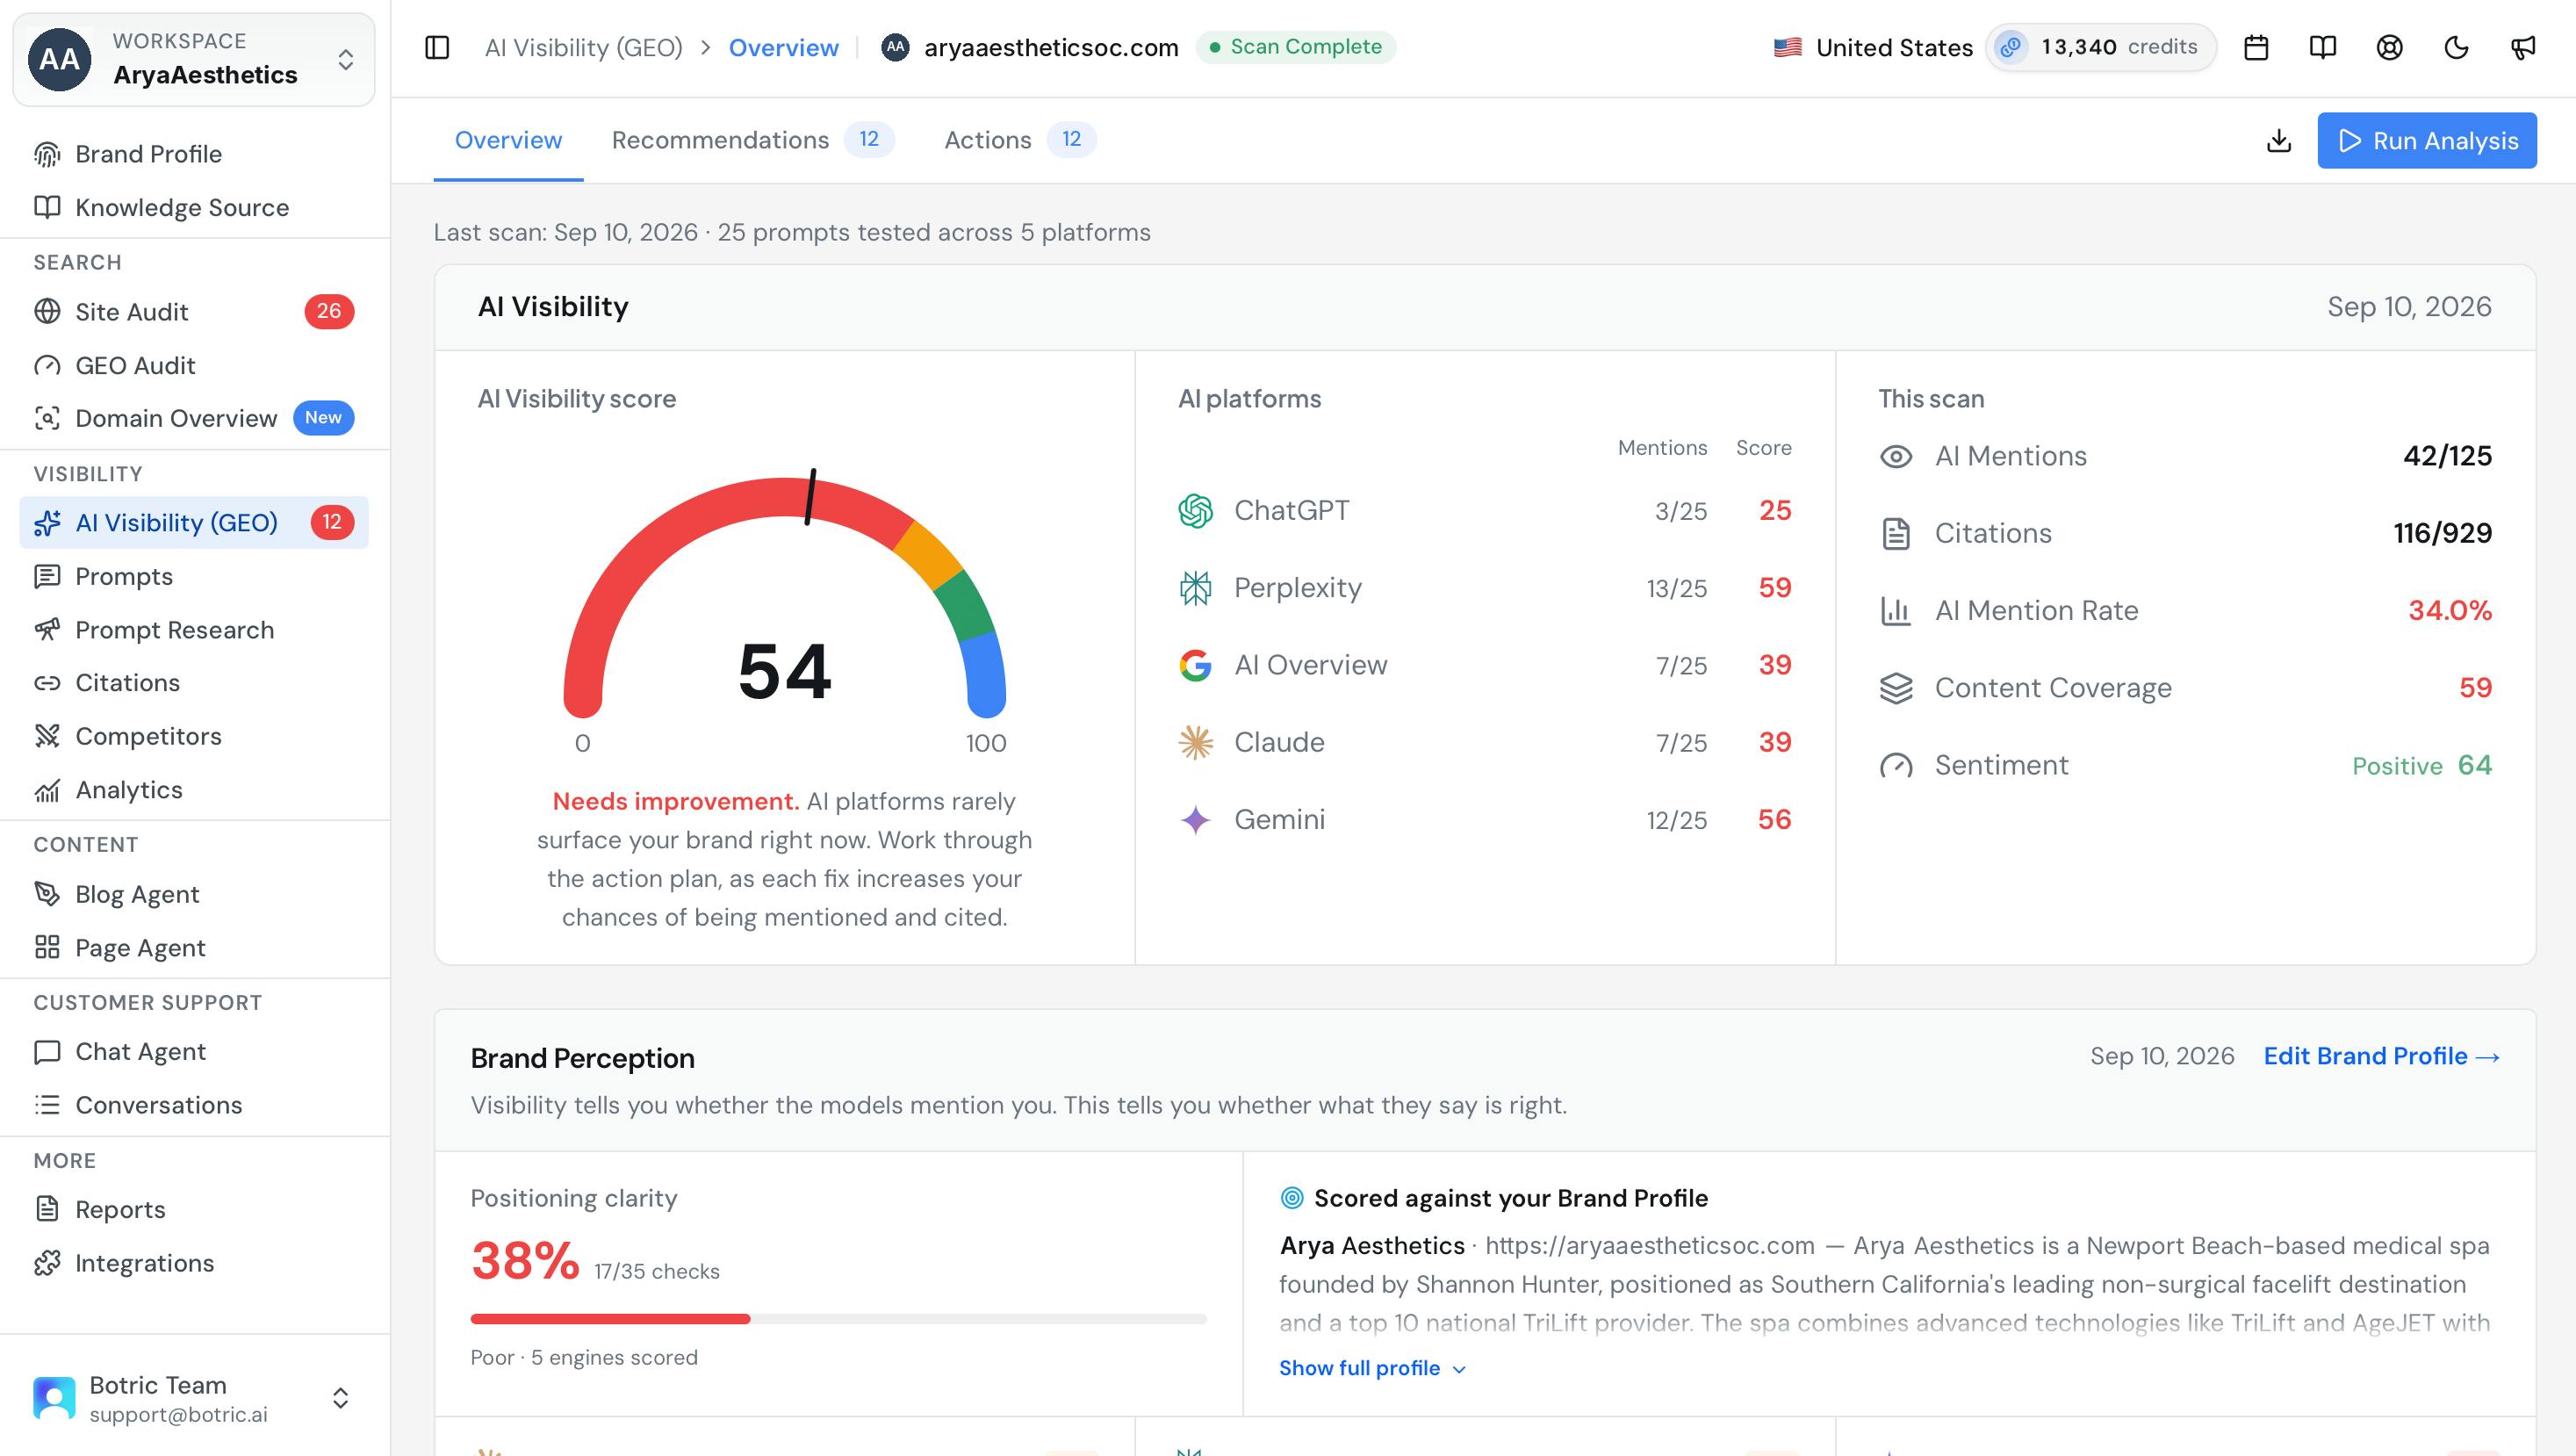 AA
WORKSPACE
AryaAesthetics
Brand Profile
Knowledge Source
SEARCH
Site Audit 26
GEO Audit
Domain Overview New
VISIBILITY
AI Visibility (GEO) 12
Prompts
Prompt Research
Citations
Competitors
Analytics
CONTENT
Blog Agent
Page Agent
CUSTOMER SUPPORT
Chat Agent
Conversations
MORE
Reports
Integrations
Botric Team
support@botric.ai
AI Visibility (GEO) > Overview AA aryaaestheticsoc.com Scan Complete
United States 13,340 credits
Overview Recommendations 12 Actions 12
Run Analysis
Last scan: Sep 10, 2026 · 25 prompts tested across 5 platforms
AI Visibility Sep 10, 2026
AI Visibility score
54
0 100
Needs improvement. AI platforms rarely
surface your brand right now. Work through
the action plan, as each fix increases your
chances of being mentioned and cited.
AI platforms
Mentions Score
ChatGPT 3/25 25
Perplexity 13/25 59
AI Overview 7/25 39
Claude 7/25 39
Gemini 12/25 56
This scan
AI Mentions 42/125
Citations 116/929
AI Mention Rate 34.0%
Content Coverage 59
Sentiment Positive 64
Brand Perception Sep 10, 2026 Edit Brand Profile →
Visibility tells you whether the models mention you. This tells you whether what they say is right.
Positioning clarity
38% 17/35 checks
Poor · 5 engines scored
Scored against your Brand Profile
Arya Aesthetics · https://aryaaestheticsoc.com — Arya Aesthetics is a Newport Beach-based medical spa
founded by Shannon Hunter, positioned as Southern California's leading non-surgical facelift destination
and a top 10 national TriLift provider. The spa combines advanced technologies like TriLift and AgeJET with
Show full profile